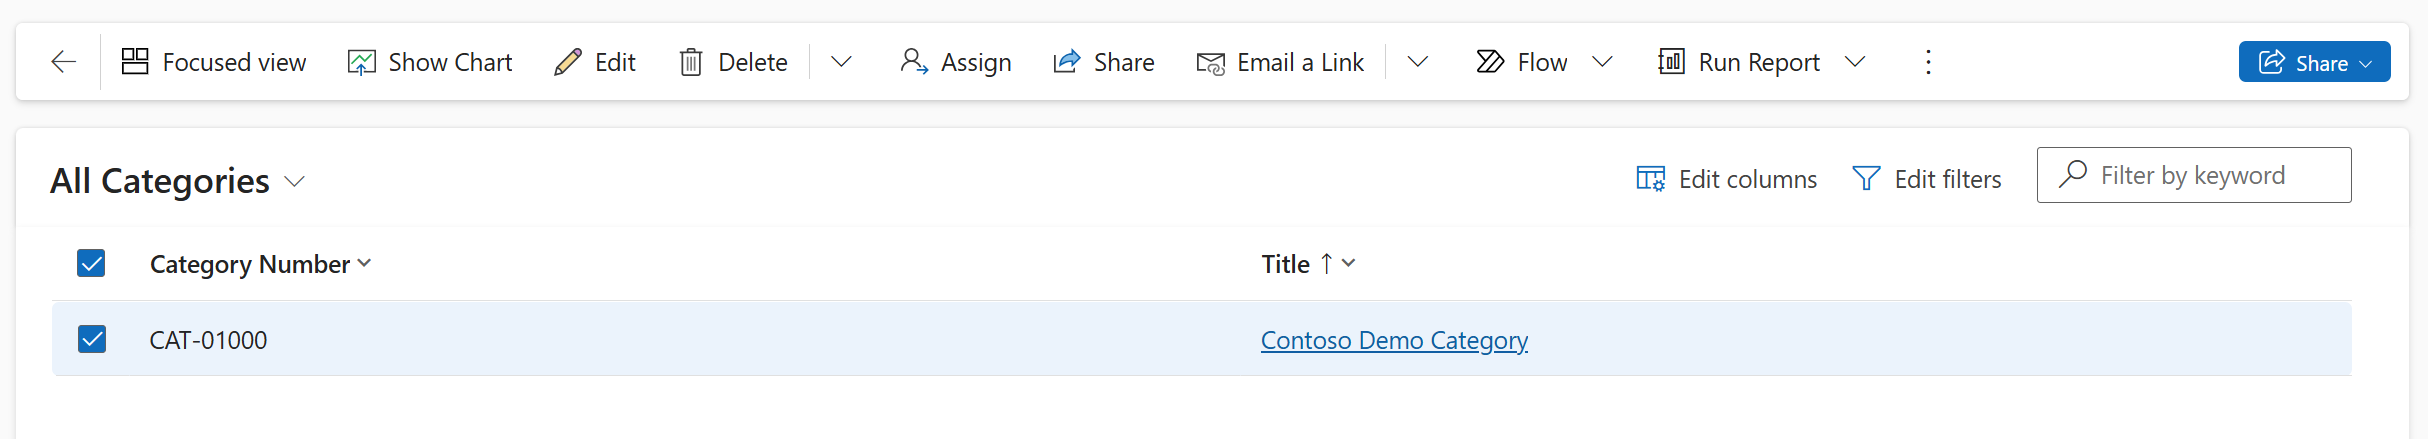 Focused view Show Chart Edit Delete Assign Share Email a Link Flow Run Report Share
All Categories Edit columns Edit filters Filter by keyword
Category Number Title
CAT-01000 Contoso Demo Category